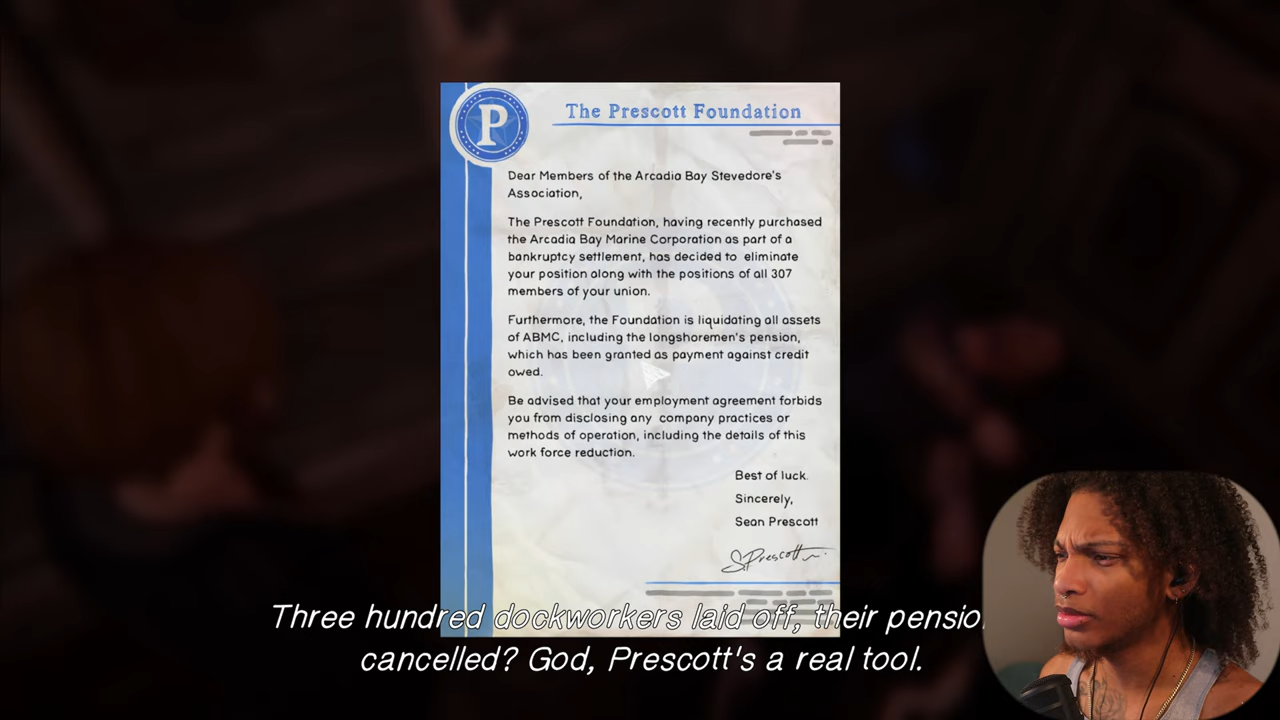 P
The Prescott Foundation
Dear Members of the Arcadia Bay Stevedore's
Association,
The Prescott Foundation, having recently purchased
the Arcadia Bay Marine Corporation as part of a
bankruptcy settlement, has decided to eliminate
your position along with the positions of all 307
members of your union.
Furthermore, the Foundation is liquidating all assets
of ABMC, including the longshoremen's pension,
which has been granted as payment against credit
owed.
Be advised that your employment agreement forbids
you from disclosing any company practices or
methods of operation, including the details of this
work force reduction.
Best of luck.
Sincerely,
Sean Prescott
S.Prescott
Three hundred dockworkers laid off, their
cancelled? God, Prescott's a real tool.